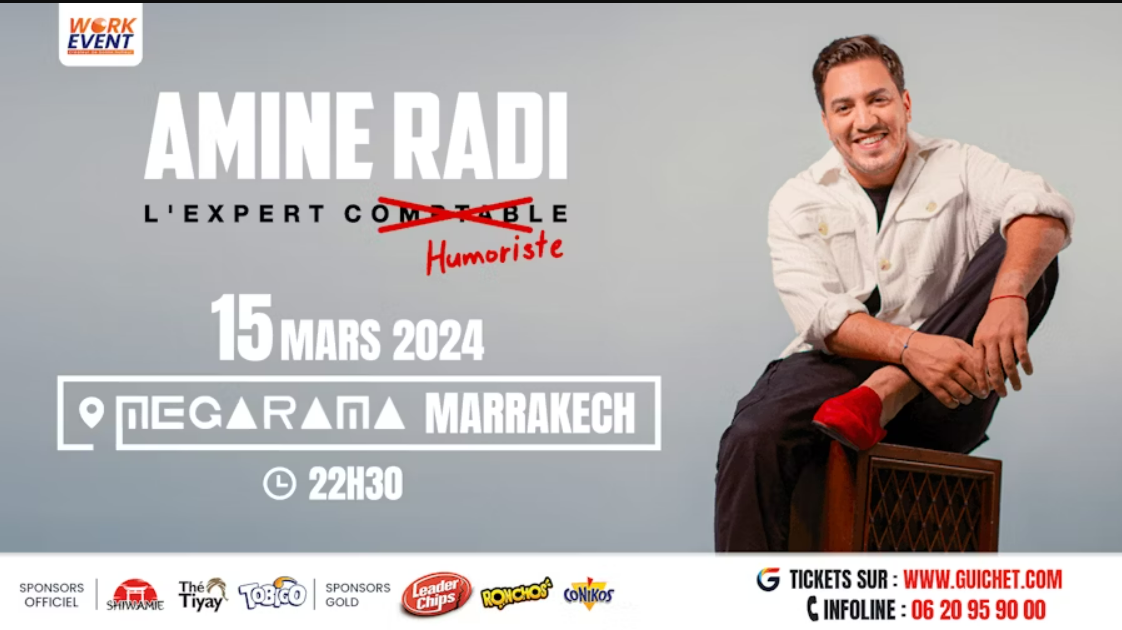 WORK
EVENT
AMINE RADI
L'EXPERT COMPTABLE
Humoriste
15 MARS 2024
MEGARAMA MARRAKECH
22H30
SPONSORS
OFFICIEL
SHIWAMIE
Thé
Tiyay
TOBIGO
SPONSORS
GOLD
Leader
Chips
RONCHOS
CONIKOS
G TICKETS SUR : WWW.GUICHET.COM
INFOLINE : 06 20 95 90 00